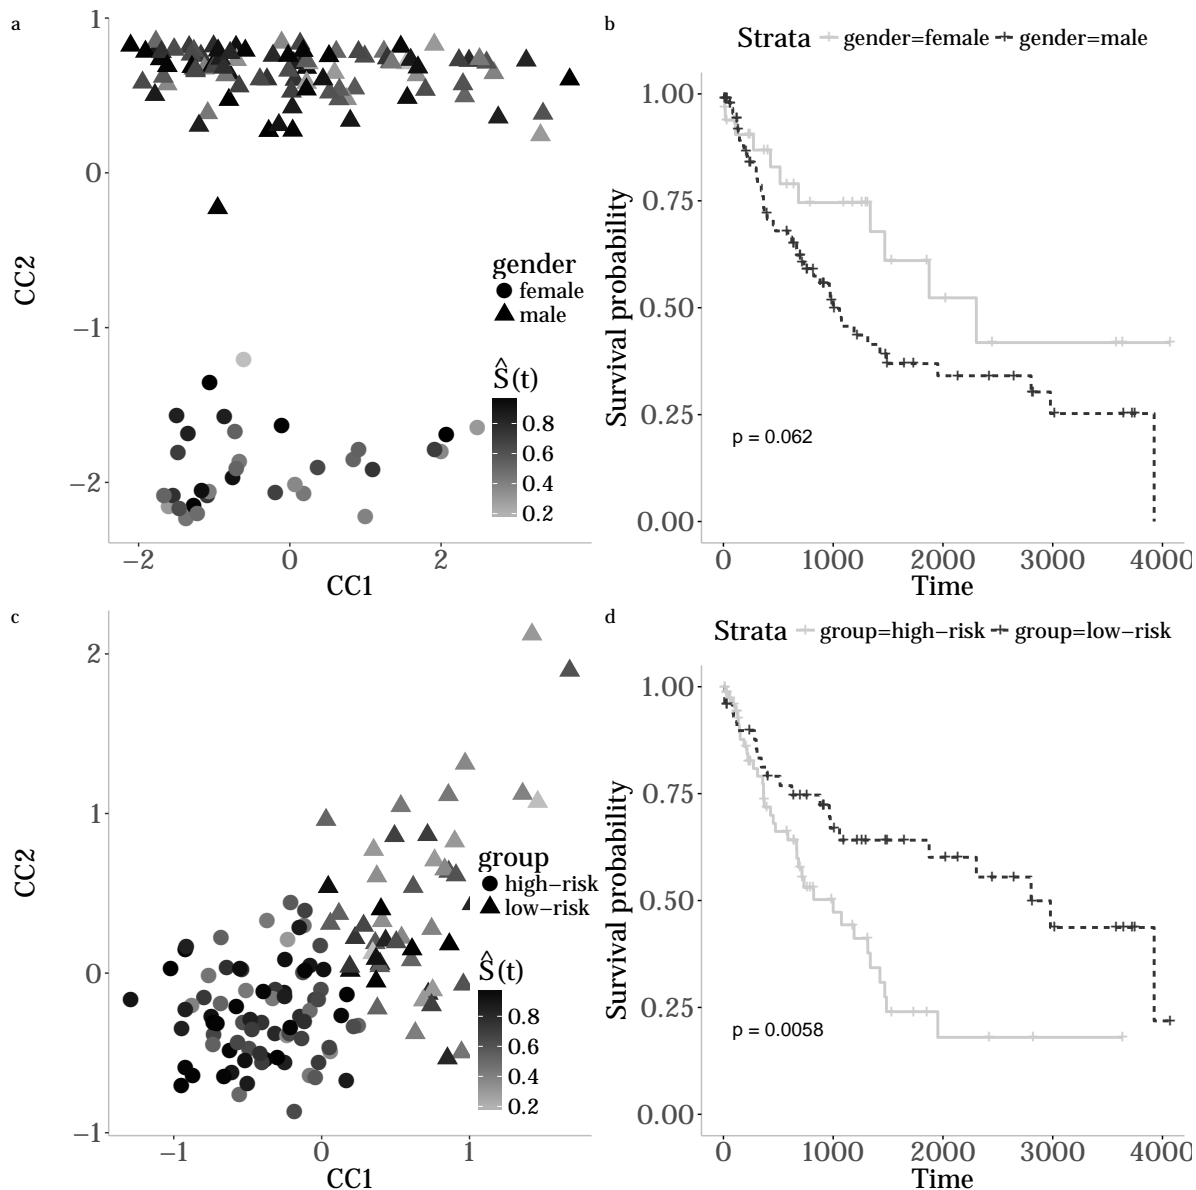 a
1
0
−1
−2
CC2
−2
0
2
CC1
gender
female
male
Ŝ(t)
0.8
0.6
0.4
0.2
b
Strata gender=female gender=male
1.00
0.75
0.50
0.25
0.00
Survival probability
p = 0.062
0
1000
2000
3000
4000
Time
c
2
1
0
−1
CC2
−1
0
1
CC1
group
high−risk
low−risk
Ŝ(t)
0.8
0.6
0.4
0.2
d
Strata group=high−risk group=low−risk
1.00
0.75
0.50
0.25
0.00
Survival probability
p = 0.0058
0
1000
2000
3000
4000
Time